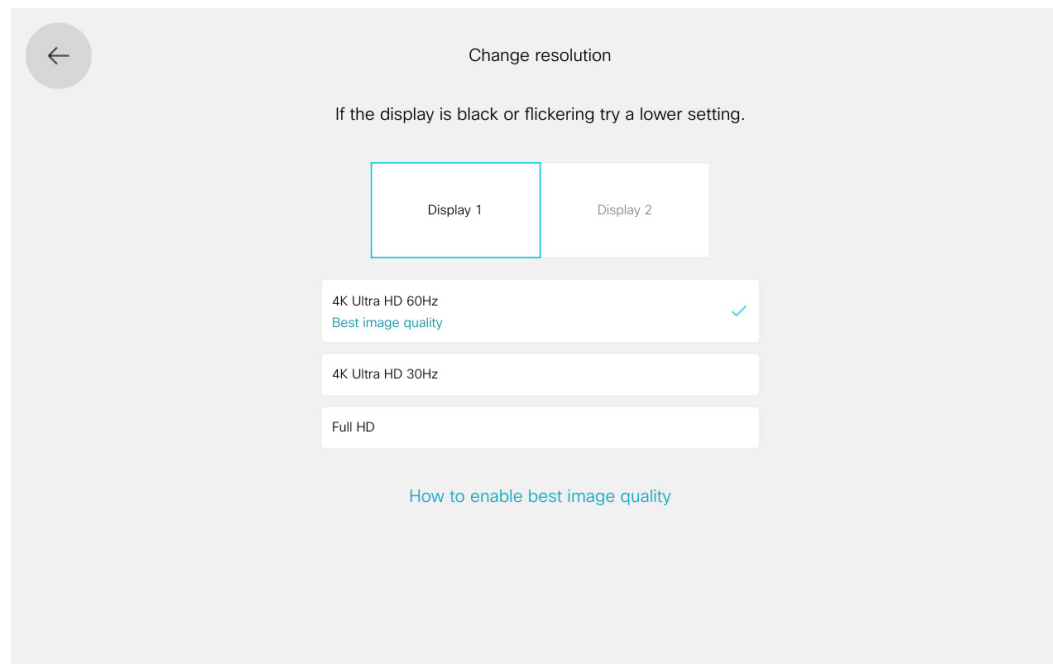 Change resolution
If the display is black or flickering try a lower setting.
Display 1
Display 2
4K Ultra HD 60Hz
Best image quality
4K Ultra HD 30Hz
Full HD
How to enable best image quality